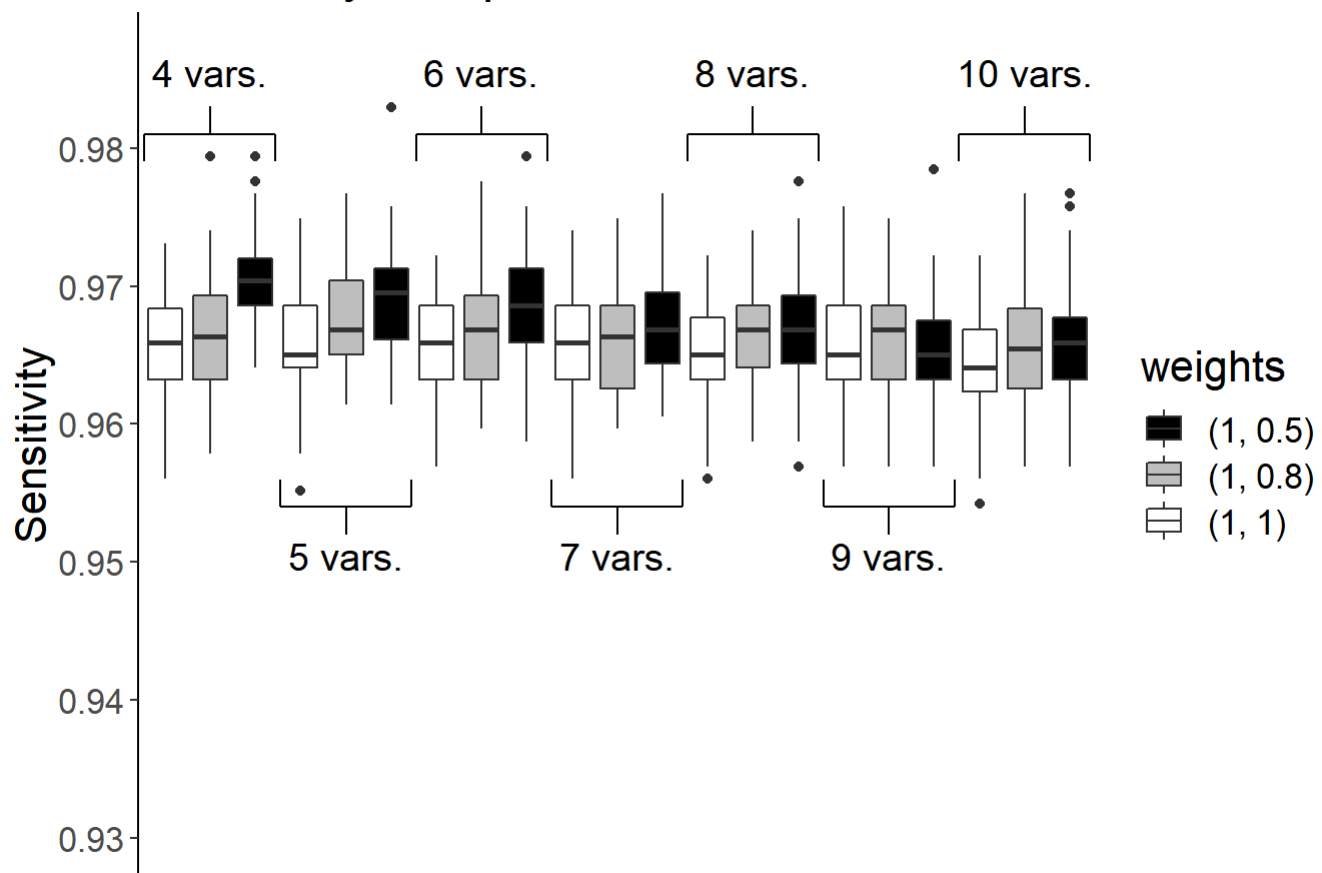 4 vars.
6 vars.
8 vars.
10 vars.
0.98
0.97
0.96
0.95
0.94
0.93
Sensitivity
5 vars.
7 vars.
9 vars.
weights
(1, 0.5)
(1, 0.8)
(1, 1)